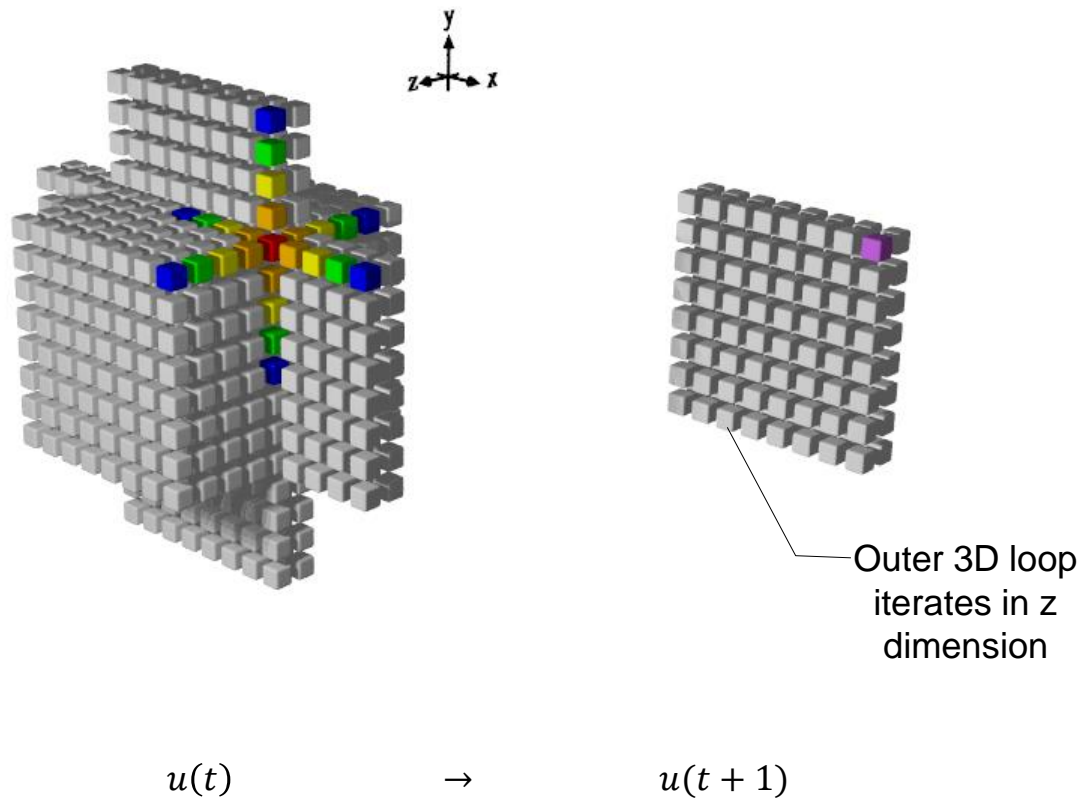 y
z
x
Outer 3D loop
iterates in z
dimension
u(t) → u(t + 1)